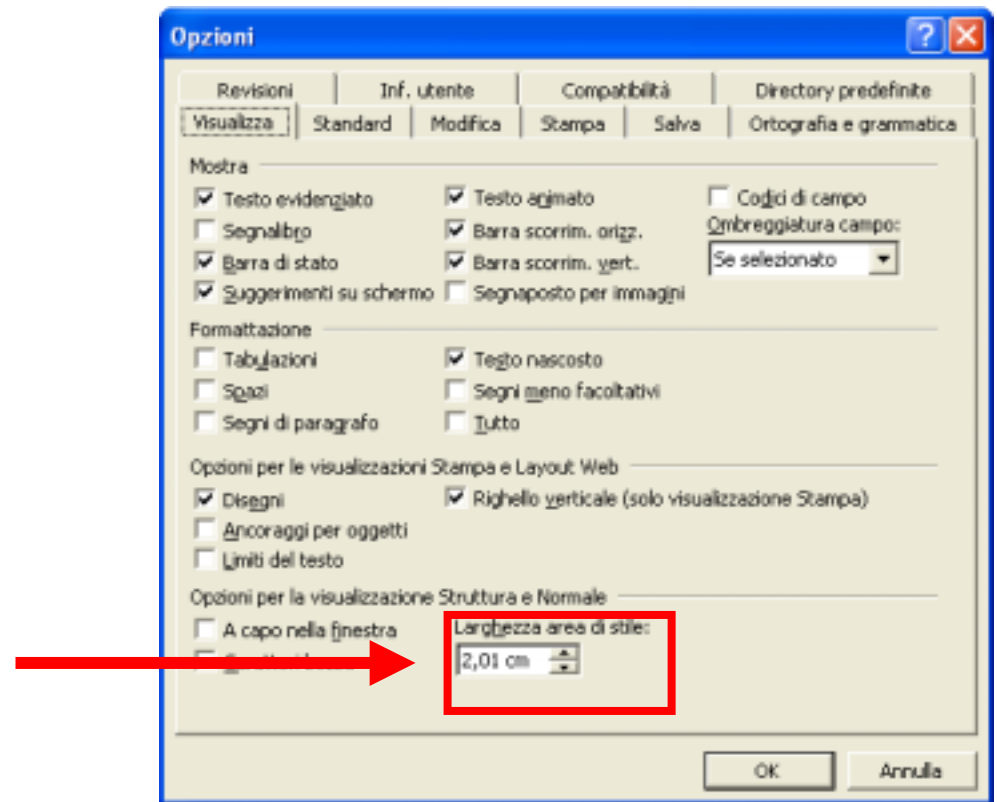 Opzioni
Revisioni Inf. utente Compatibilità Directory predefinite
Visualizza Standard Modifica Stampa Salva Ortografia e grammatica
Mostra
Testo evidenziato Testo animato Codici di campo
Segnalibro Barra scorrim. orizz. Ombreggiatura campo:
Barra di stato Barra scorrim. vert. Se selezionato
Suggerimenti su schermo Segnaposto per immagini
Formattazione
Tabulazioni Testo nascosto
Spazi Segni meno facoltativi
Segni di paragrafo Tutto
Opzioni per le visualizzazioni Stampa e Layout Web
Disegni Righello verticale (solo visualizzazione Stampa)
Ancoraggi per oggetti
Limiti del testo
Opzioni per la visualizzazione Struttura e Normale
A capo nella finestra Larghezza area di stile:
2,01 cm
OK Annulla